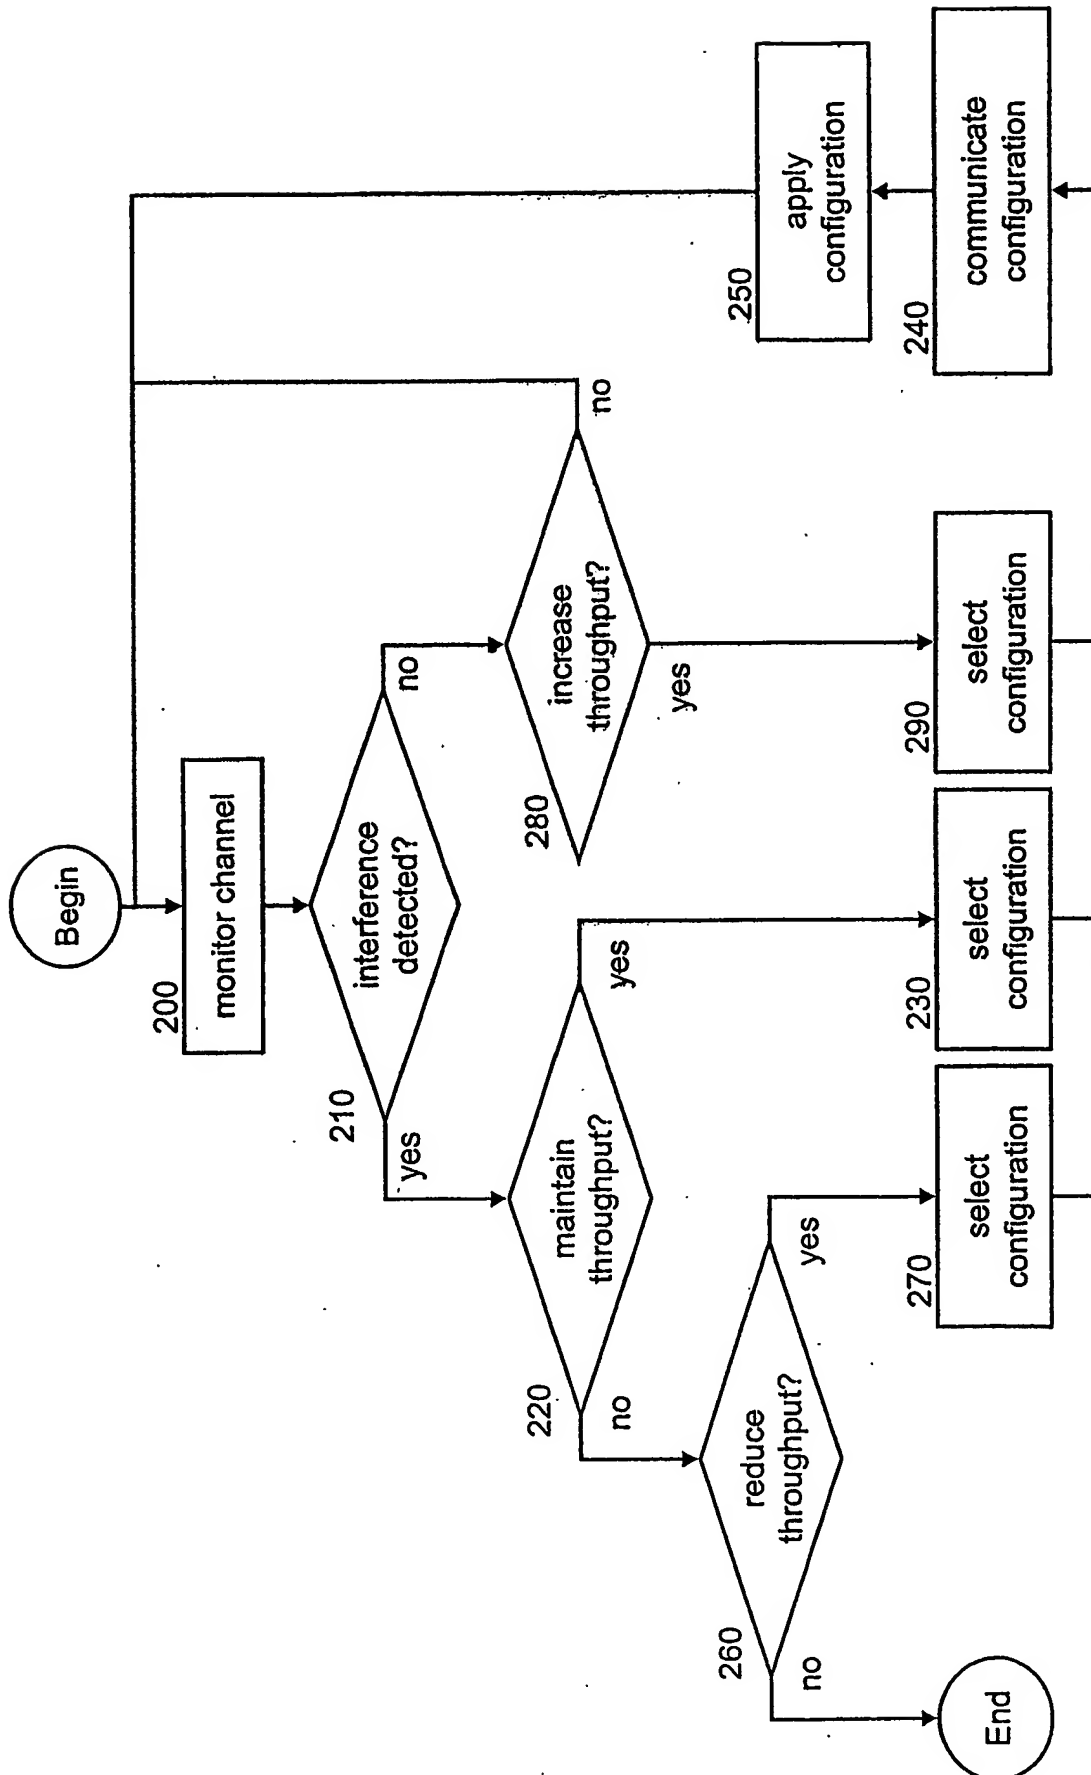 Begin
200
monitor channel
210
interference
detected?
yes
no
220
maintain
throughput?
no
yes
280
increase
throughput?
no
yes
260
reduce
throughput?
no
yes
250
apply
configuration
End
270
select
configuration
230
select
configuration
290
select
configuration
240
communicate
configuration